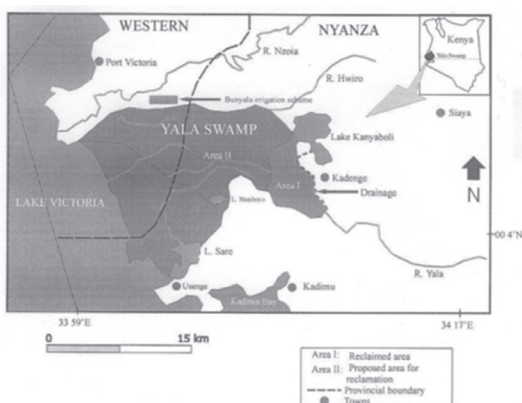 WESTERN
NYANZA
Kenya
Yala Swamp
R. Nzoia
Port Victoria
R. Hwiro
Bunyala irrigation scheme
Siaya
YALA SWAMP
Lake Kanyaboli
Area II
Kadenge
Area I
Drainage
N
LAKE VICTORIA
L. Namboyo
00 4°N
L. Sare
R. Yala
Usenge
Kadimu
Kadimu Bay
33 59°E
34 17°E
0
15 km
Area I: Reclaimed area
Area II: Proposed area for
reclamation
Provincial boundary
Towns